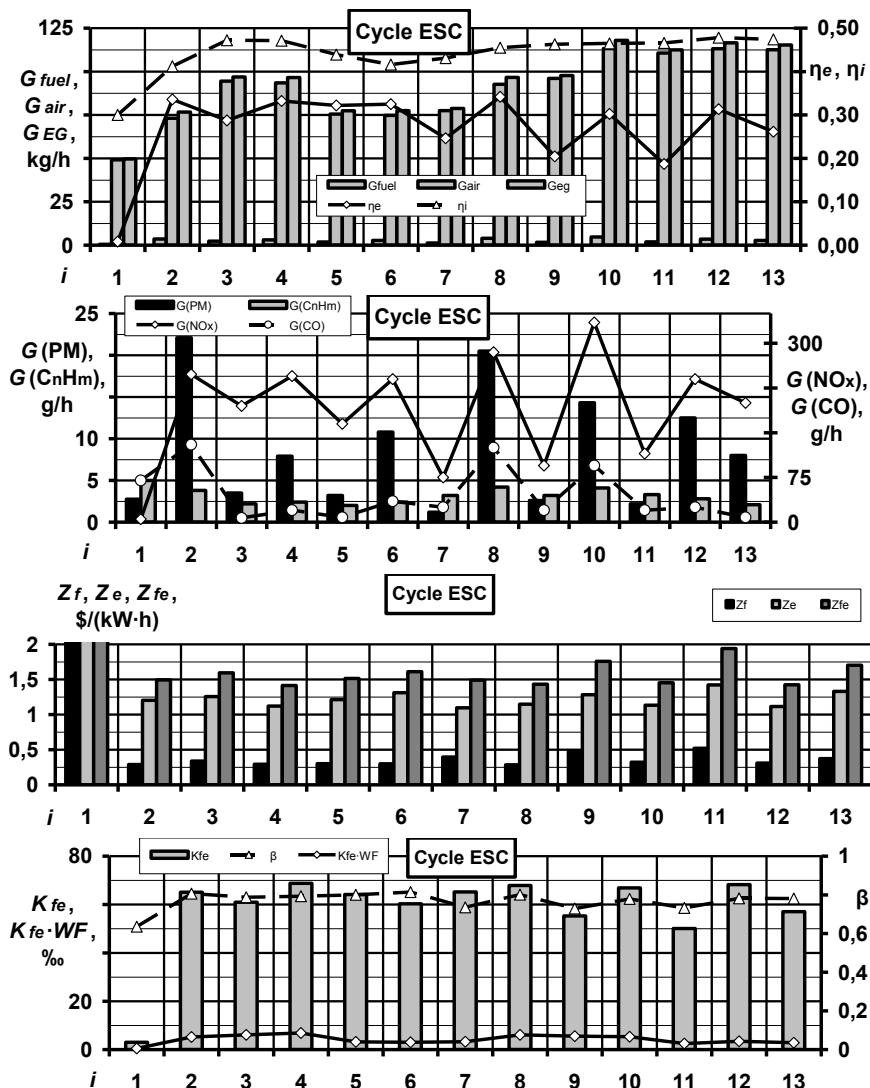 125
Cycle ESC
0,50
G fuel,
G air,
G EG,
kg/h
ηe, ηi
0,30
0,20
25
0,10
0
0,00
Gfuel Gair Geg
ηe ηi
i 1 2 3 4 5 6 7 8 9 10 11 12 13
25
G(PM) G(CnHm)
G(NOx) G(CO)
Cycle ESC
G(PM),
G(CnHm),
g/h
300
G(NOx),
G(CO),
g/h
10
5
75
0
0
i 1 2 3 4 5 6 7 8 9 10 11 12 13
Zf, Ze, Zfe,
$/(kW·h)
Cycle ESC
Zf Ze Zfe
2
1,5
1
0,5
0
i 1 2 3 4 5 6 7 8 9 10 11 12 13
80
Kfe β Kfe·WF
Cycle ESC
1
K fe,
K fe·WF,
‰
β
0,6
20
0,4
0,2
0
0
i 1 2 3 4 5 6 7 8 9 10 11 12 13